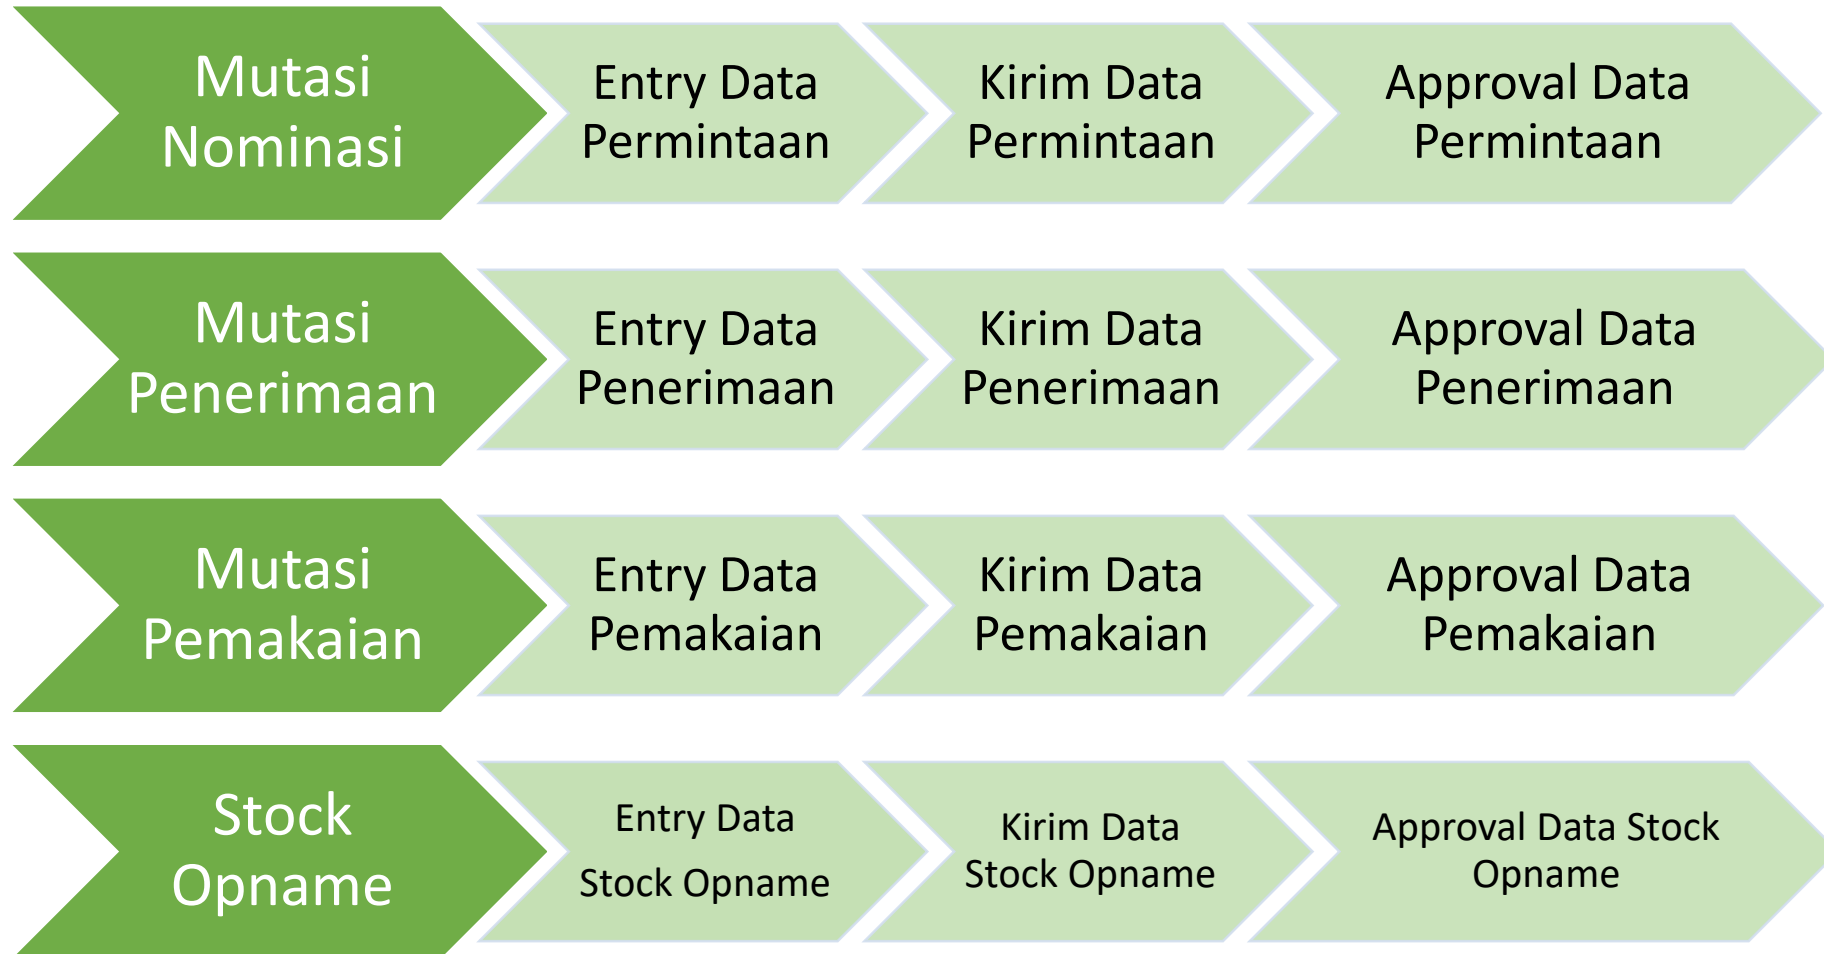 Mutasi
Nominasi
Entry Data
Permintaan
Kirim Data
Permintaan
Approval Data
Permintaan
Mutasi
Penerimaan
Entry Data
Penerimaan
Kirim Data
Penerimaan
Approval Data
Penerimaan
Mutasi
Pemakaian
Entry Data
Pemakaian
Kirim Data
Pemakaian
Approval Data
Pemakaian
Stock
Opname
Entry Data
Stock Opname
Kirim Data
Stock Opname
Approval Data Stock
Opname